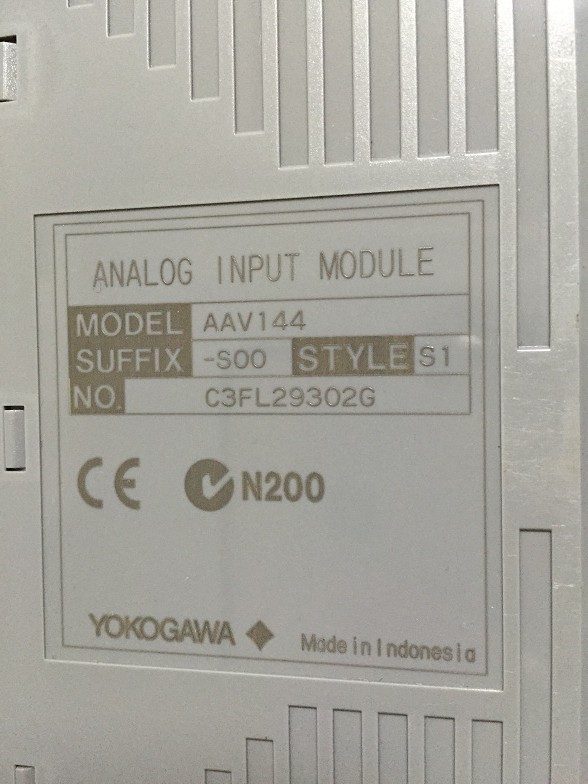 ANALOG INPUT MODULE
MODEL AAV144
SUFFIX -S00 STYLE S1
NO. C3FL29302G
CE N200
YOKOGAWA
Made in Indonesia